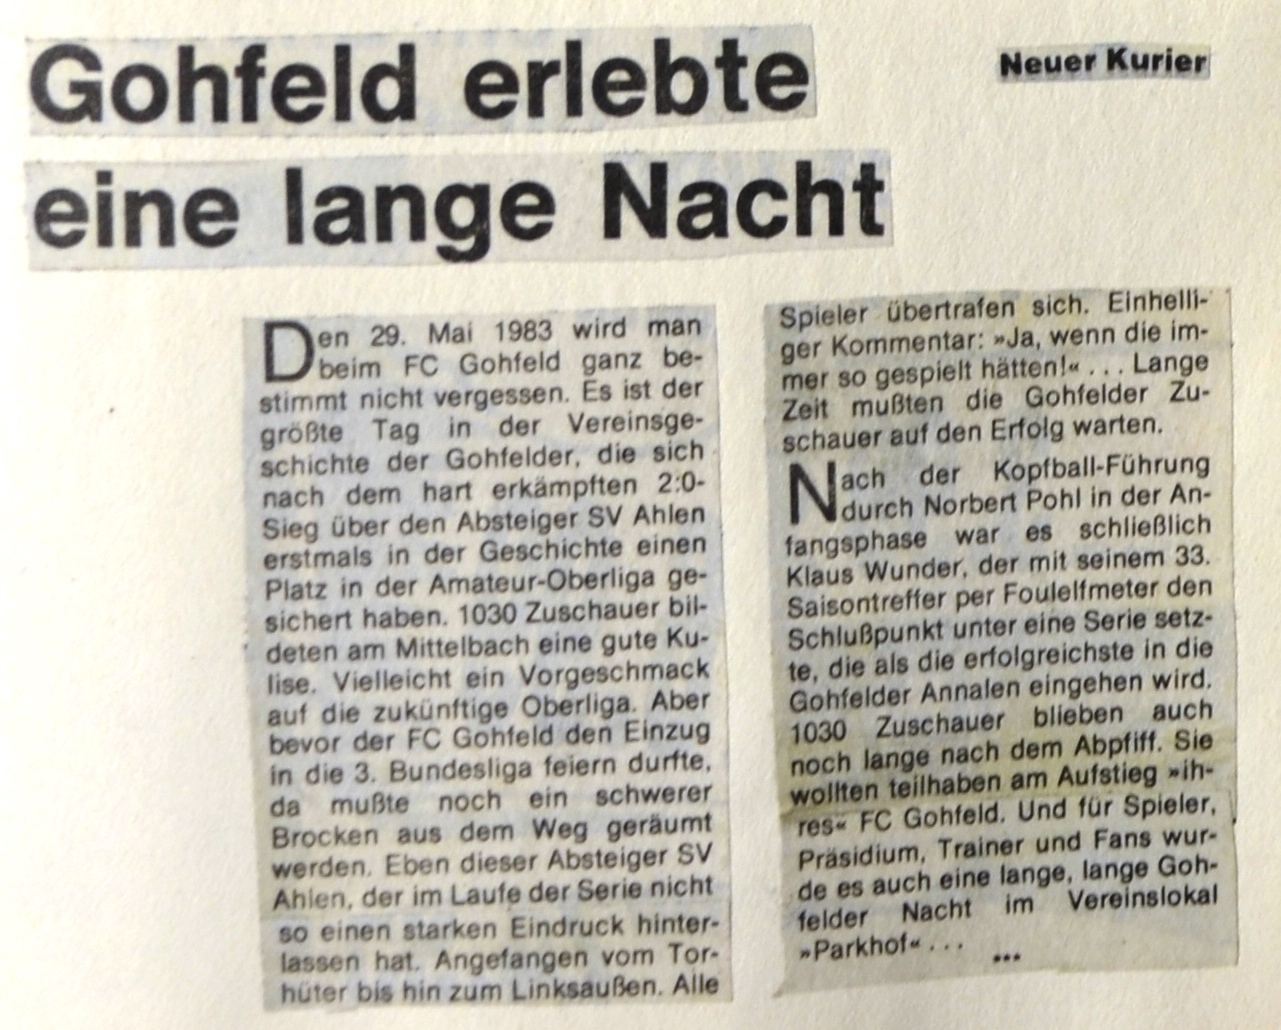 Gohfeld erlebte
eine lange Nacht
Neuer Kurier
Den 29. Mai 1983 wird man
beim FC Gohfeld ganz be-
stimmt nicht vergessen. Es ist der
größte Tag in der Vereinsge-
schichte der Gohfelder, die sich
nach dem hart erkämpften 2:0-
Sieg über den Absteiger SV Ahlen
erstmals in der Geschichte einen
Platz in der Amateur-Oberliga ge-
sichert haben. 1030 Zuschauer bil-
deten am Mittelbach eine gute Ku-
lise. Vielleicht ein Vorgeschmack
auf die zukünftige Oberliga. Aber
bevor der FC Gohfeld den Einzug
in die 3. Bundesliga feiern durfte,
da mußte noch ein schwerer
Brocken aus dem Weg geräumt
werden. Eben dieser Absteiger SV
Ahlen, der im Laufe der Serie nicht
so einen starken Eindruck hinter-
lassen hat. Angefangen vom Tor-
hüter bis hin zum Linksaußen. Alle
Spieler übertrafen sich. Einhelli-
ger Kommentar: »Ja, wenn die im-
mer so gespielt hätten!« . . . Lange
Zeit mußten die Gohfelder Zu-
schauer auf den Erfolg warten.
Nach der Kopfball-Führung
durch Norbert Pohl in der An-
fangsphase war es schließlich
Klaus Wunder, der mit seinem 33.
Saisontreffer per Foulelfmeter den
Schlußpunkt unter eine Serie setz-
te, die als die erfolgreichste in die
Gohfelder Annalen eingehen wird.
1030 Zuschauer blieben auch
noch lange nach dem Abpfiff. Sie
wollten teilhaben am Aufstieg »ih-
res« FC Gohfeld. Und für Spieler,
Präsidium, Trainer und Fans wur-
de es auch eine lange, lange Goh-
felder Nacht im Vereinslokal
»Parkhof« . . .
...